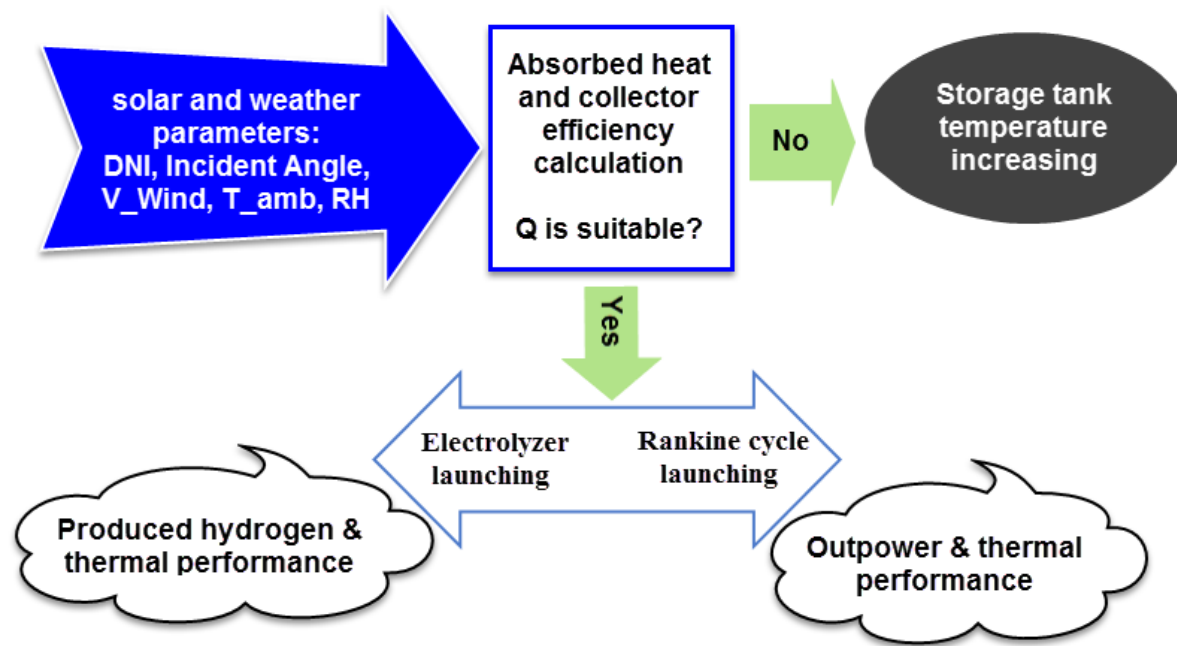 solar and weather
parameters:
DNI, Incident Angle,
V_Wind, T_amb, RH
Absorbed heat
and collector
efficiency
calculation
Q is suitable?
No
Storage tank
temperature
increasing
Yes
Electrolyzer
launching
Rankine cycle
launching
Produced hydrogen &
thermal performance
Outpower & thermal
performance